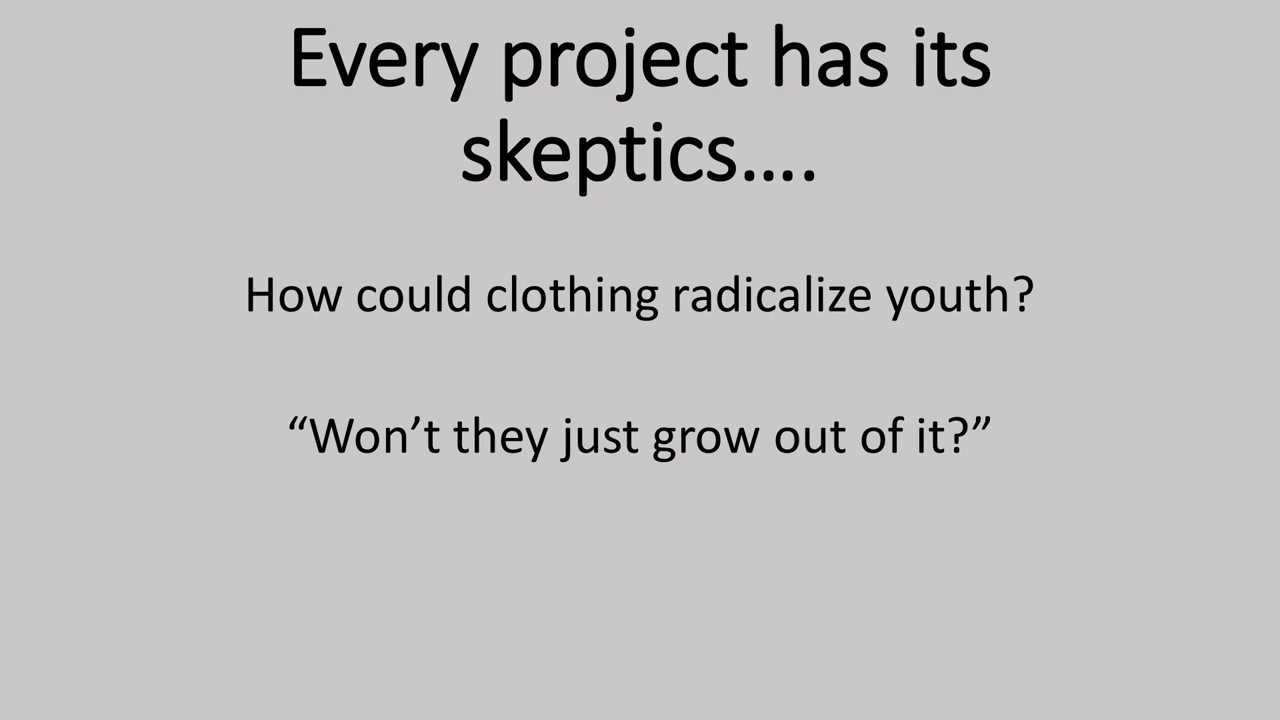 Every project has its
skeptics….
How could clothing radicalize youth?
“Won’t they just grow out of it?”